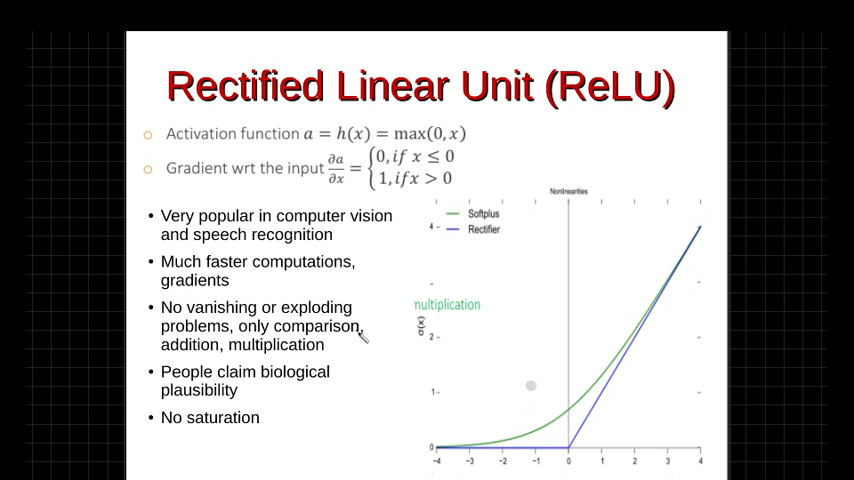 Rectified Linear Unit (ReLU)
Activation function a = h(x) = max(0, x)
Gradient wrt the input ∂a/∂x = {0, if x ≤ 0
1, if x > 0
• Very popular in computer vision
and speech recognition
• Much faster computations,
gradients
• No vanishing or exploding
problems, only comparison,
addition, multiplication
• People claim biological
plausibility
• No saturation
Nonlinearities
Softplus
Rectifier
multiplication
σ(x)
4
2
1
0
-4 -3 -2 -1 0 1 2 3 4